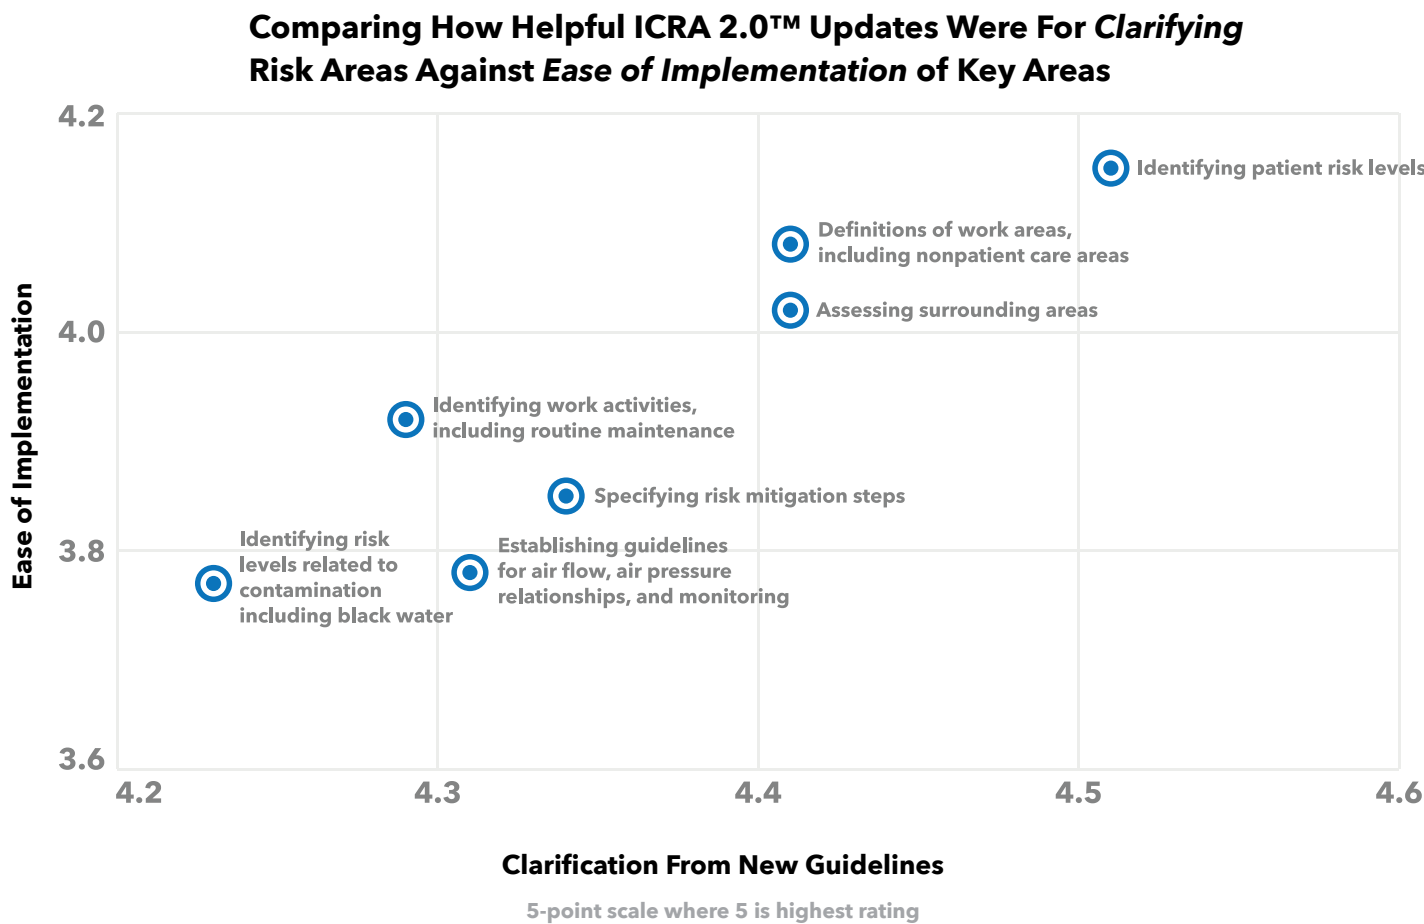 Comparing How Helpful ICRA 2.0™ Updates Were For Clarifying
Risk Areas Against Ease of Implementation of Key Areas
Ease of Implementation
4.2
4.0
3.8
3.6
Identifying patient risk levels
Definitions of work areas,
including nonpatient care areas
Assessing surrounding areas
Identifying work activities,
including routine maintenance
Specifying risk mitigation steps
Identifying risk
levels related to
contamination
including black water
Establishing guidelines
for air flow, air pressure
relationships, and monitoring
4.2
4.3
4.4
4.5
4.6
Clarification From New Guidelines
5-point scale where 5 is highest rating